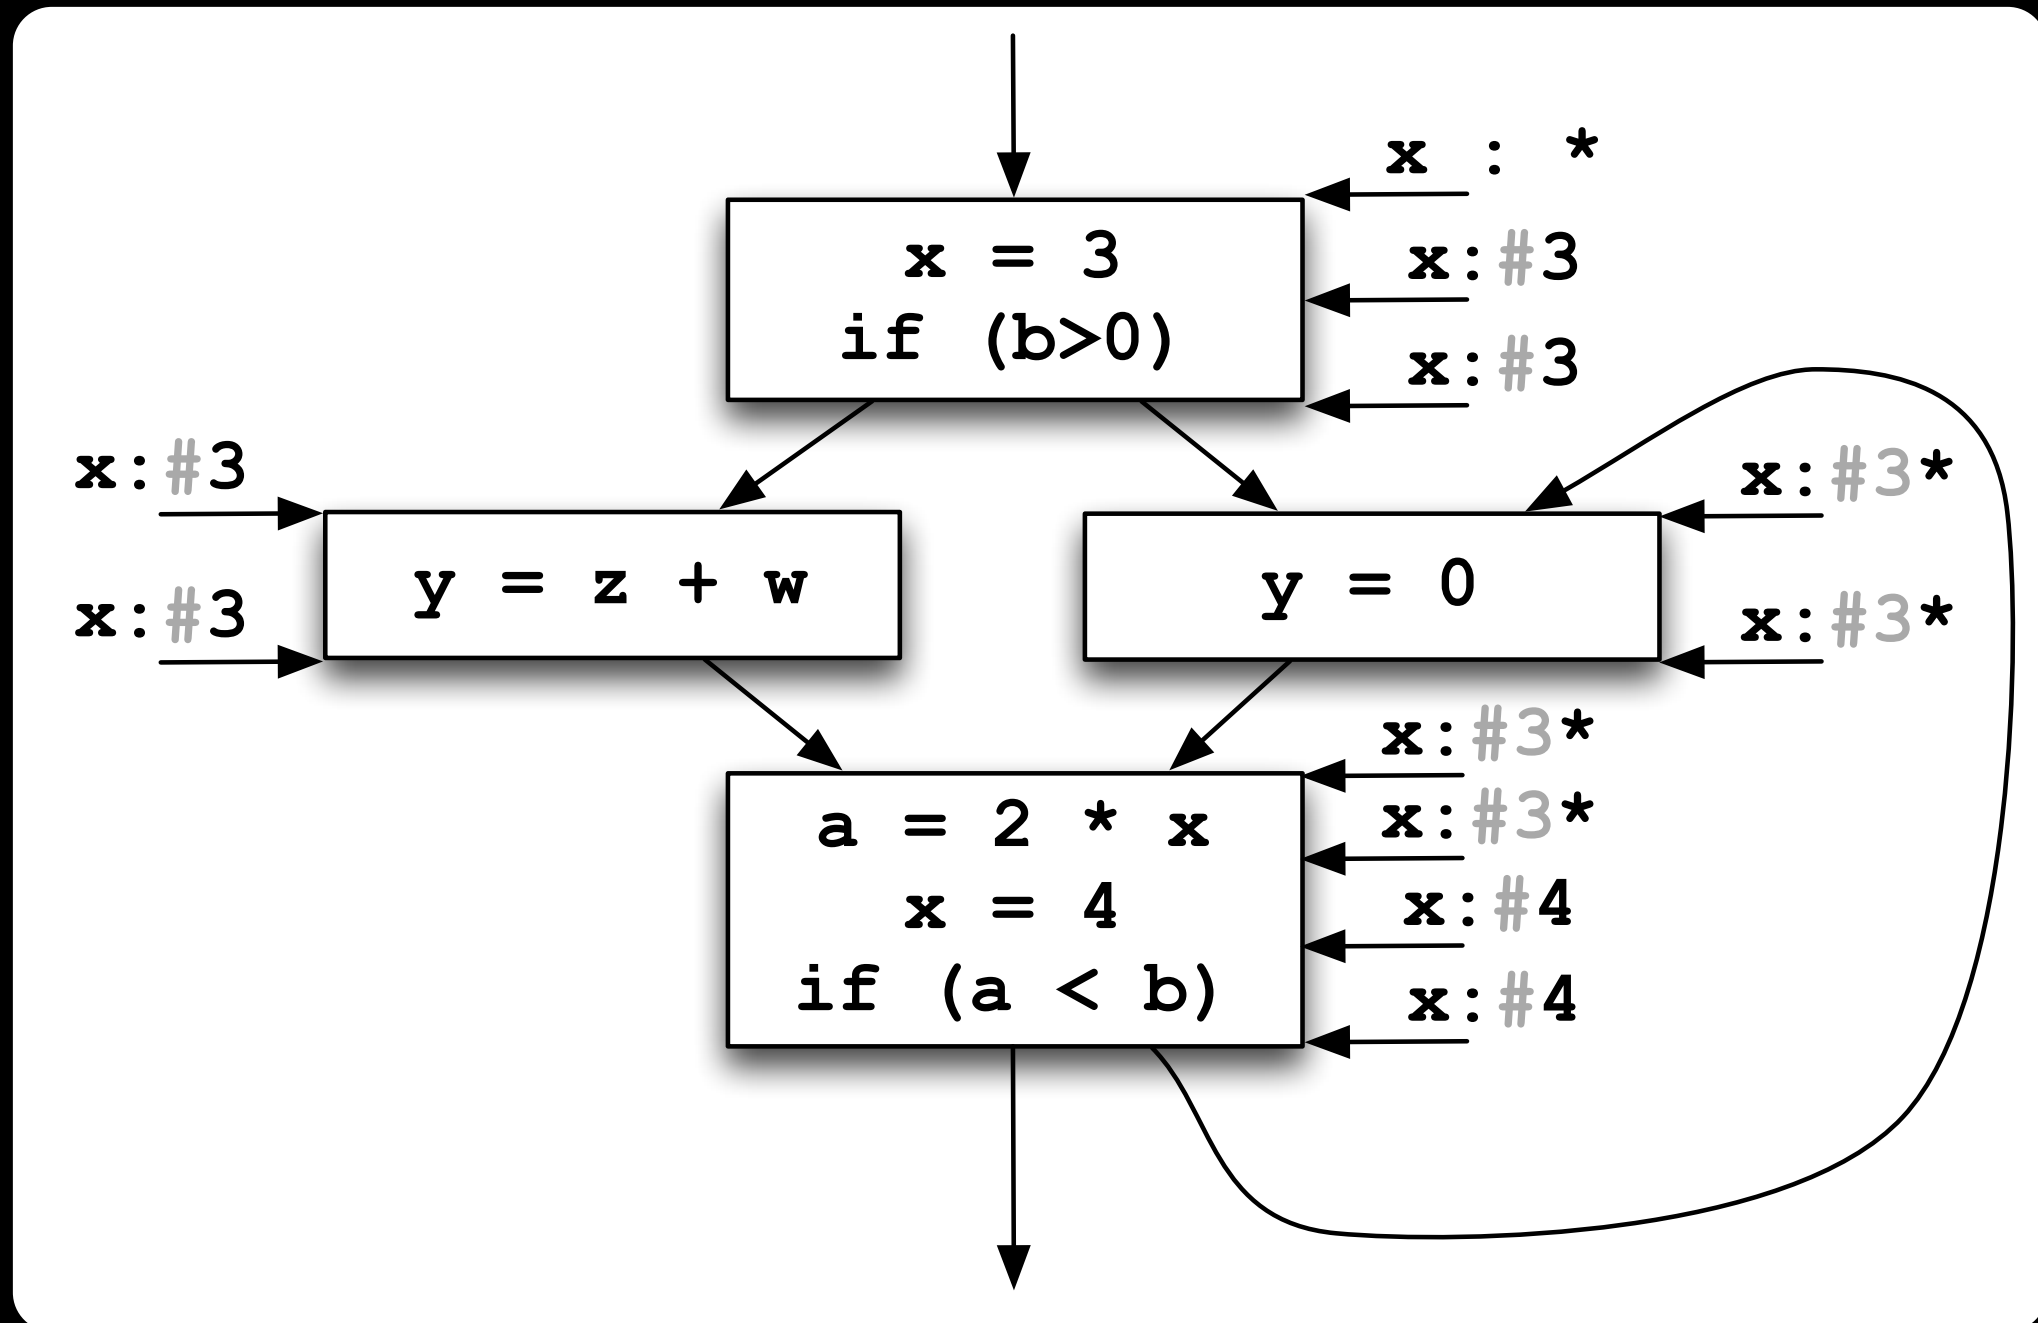 x : *
x = 3
x:#3
if (b>0)
x:#3
x:#3
x:#3*
y = z + w
y = 0
x:#3
x:#3*
x:#3*
a = 2 * x
x:#3*
x = 4
x:#4
if (a < b)
x:#4